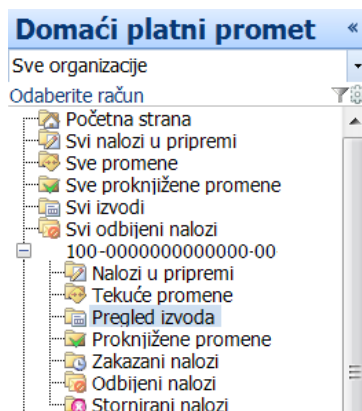 Domaći platni promet «
Sve organizacije
Odaberite račun
Početna strana
Svi nalozi u pripremi
Sve promene
Sve proknjižene promene
Svi izvodi
Svi odbijeni nalozi
100-0000000000000-00
Nalozi u pripremi
Tekuće promene
Pregled izvoda
Proknjižene promene
Zakazani nalozi
Odbijeni nalozi
Stornirani nalozi